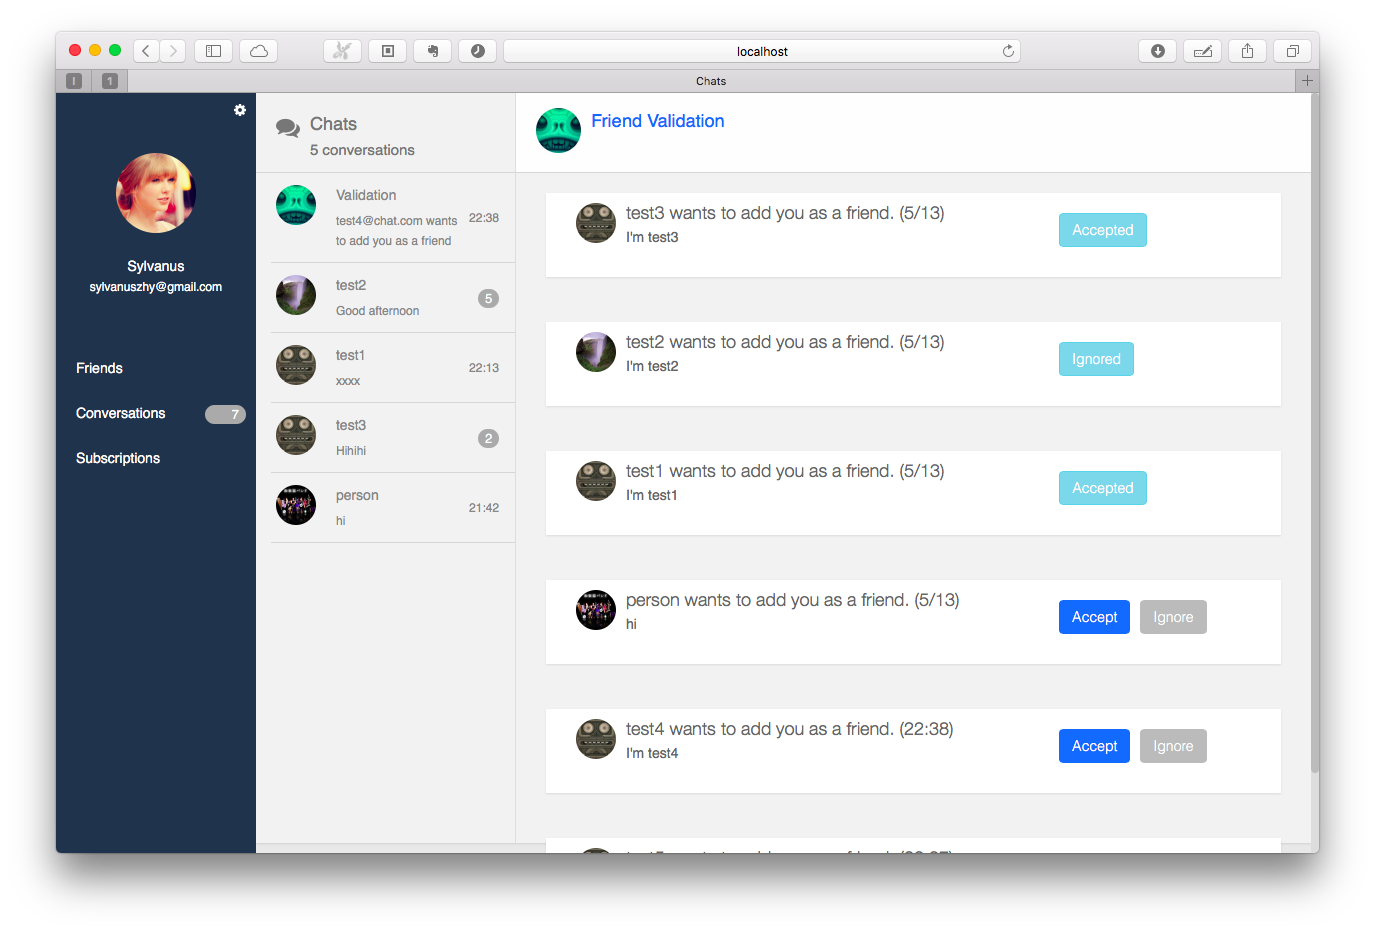 localhost
I
1
Chats
Sylvanus
sylvanuszhy@gmail.com
Friends
Conversations 7
Subscriptions
Chats
5 conversations
Validation
test4@chat.com wants 22:38
to add you as a friend
test2
Good afternoon 5
test1
xxxx 22:13
test3
Hihihi 2
person
hi 21:42
Friend Validation
test3 wants to add you as a friend. (5/13)
I'm test3
Accepted
test2 wants to add you as a friend. (5/13)
I'm test2
Ignored
test1 wants to add you as a friend. (5/13)
I'm test1
Accepted
person wants to add you as a friend. (5/13)
hi
Accept Ignore
test4 wants to add you as a friend. (22:38)
I'm test4
Accept Ignore